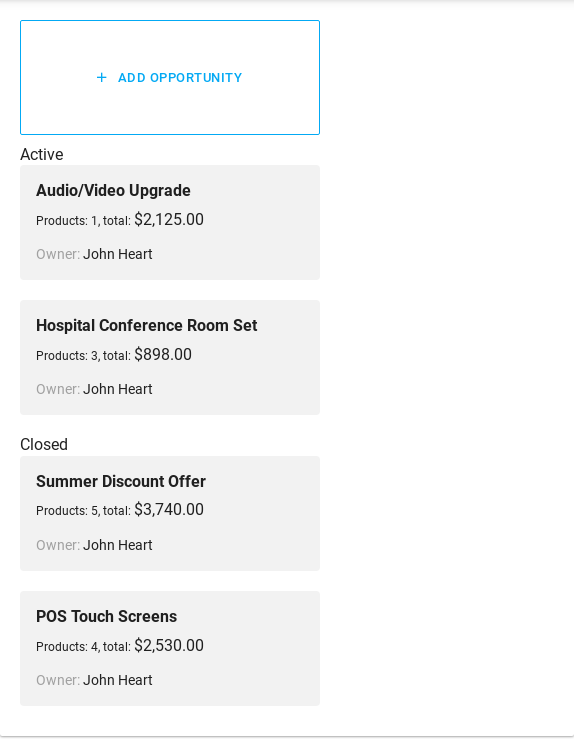 + ADD OPPORTUNITY
Active
Audio/Video Upgrade
Products: 1, total: $2,125.00
Owner: John Heart
Hospital Conference Room Set
Products: 3, total: $898.00
Owner: John Heart
Closed
Summer Discount Offer
Products: 5, total: $3,740.00
Owner: John Heart
POS Touch Screens
Products: 4, total: $2,530.00
Owner: John Heart